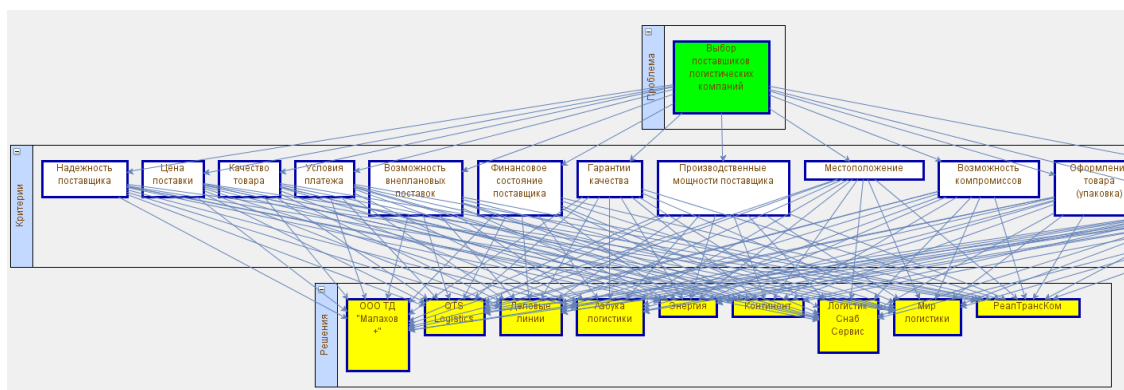 Проблема
Выбор
поставщиков
логистических
компаний
Критерии
Надежность
поставщика
Цена
поставки
Качество
товара
Условия
платежа
Возможность
внеплановых
поставок
Финансовое
состояние
поставщика
Гарантии
качества
Производственные
мощности поставщика
Местоположение
Возможность
компромиссов
Оформлени
товара
(упаковка)
Решения
ООО ТД
"Малахов
+"
QTS
Logistics
Деловые
линии
Азбука
логистики
Энергия
Континент
Логистик
Снаб
Сервис
Мир
логистики
РеалТрансКом